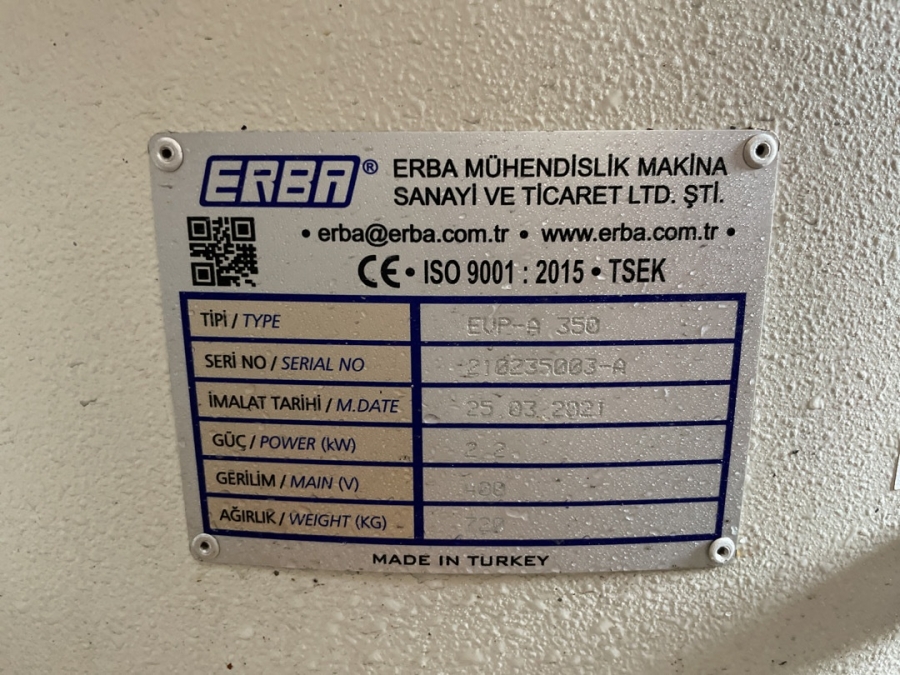 ERBA® ERBA MÜHENDİSLİK MAKİNA
SANAYİ VE TİCARET LTD. ŞTİ.
• erba@erba.com.tr • www.erba.com.tr •
CE • ISO 9001 : 2015 • TSEK
TİPİ / TYPE EVP-A 350
SERİ NO / SERIAL NO 210235003-A
İMALAT TARİHİ / M.DATE 25.03.2021
GÜÇ / POWER (kW) 2.2
GERİLİM / MAIN (V) 400
AĞIRLIK / WEIGHT (KG)
MADE IN TURKEY